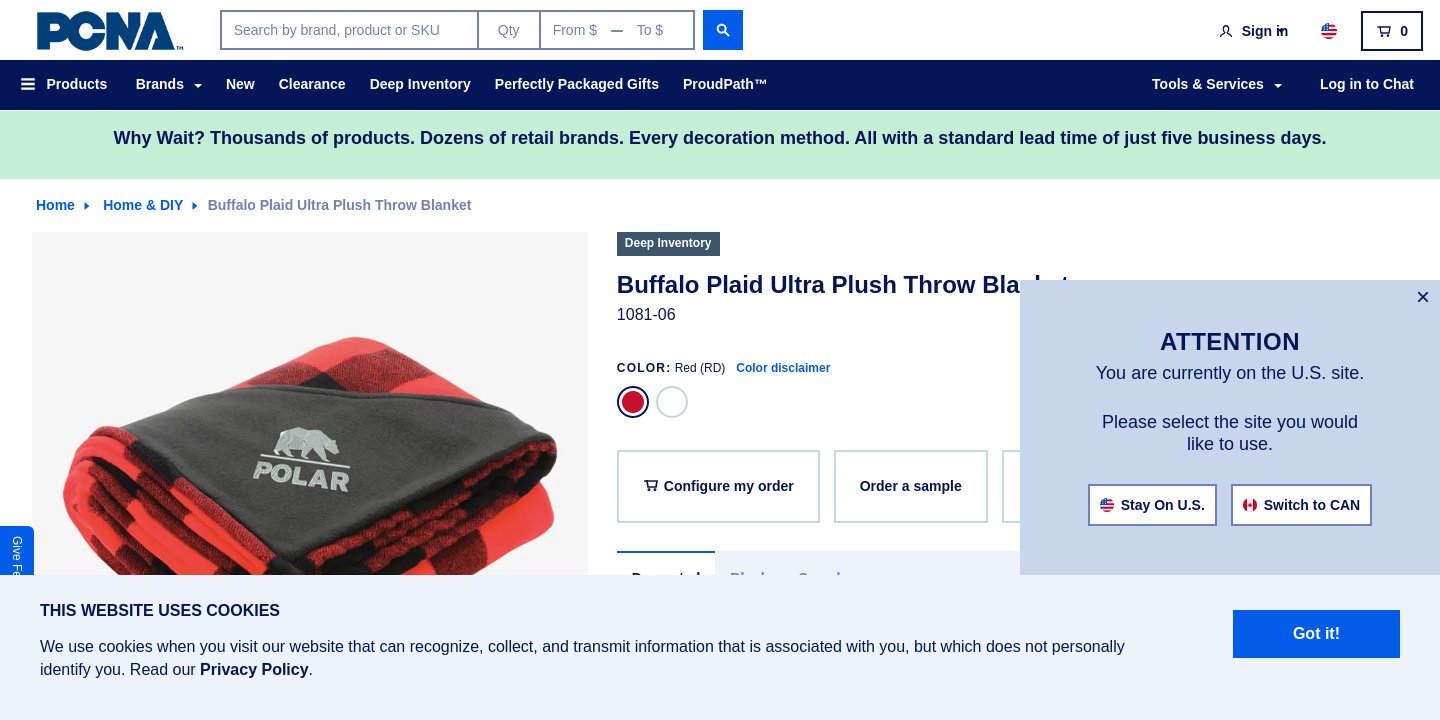 PCNA™
Search by brand, product or SKU
Qty
From $ — To $
Sign in
0
Products
Brands
New
Clearance
Deep Inventory
Perfectly Packaged Gifts
ProudPath™
Tools & Services
Log in to Chat
Why Wait? Thousands of products. Dozens of retail brands. Every decoration method. All with a standard lead time of just five business days.
Home
Home & DIY
Buffalo Plaid Ultra Plush Throw Blanket
Deep Inventory
Buffalo Plaid Ultra Plush Throw Blanket
1081-06
COLOR: Red (RD) Color disclaimer
POLAR
Configure my order
Order a sample
×
ATTENTION
You are currently on the U.S. site.
Please select the site you would
like to use.
Stay On U.S.
Switch to CAN
Give
THIS WEBSITE USES COOKIES
We use cookies when you visit our website that can recognize, collect, and transmit information that is associated with you, but which does not personally
identify you. Read our Privacy Policy.
Got it!